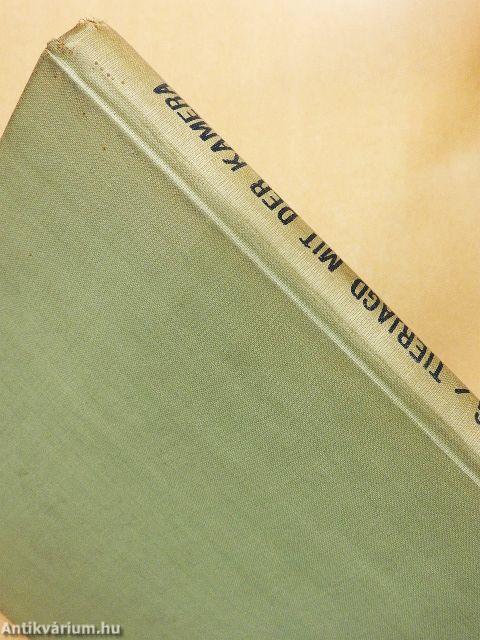 / TIERJAGD MIT DER KAMERA
Antikvárium.hu